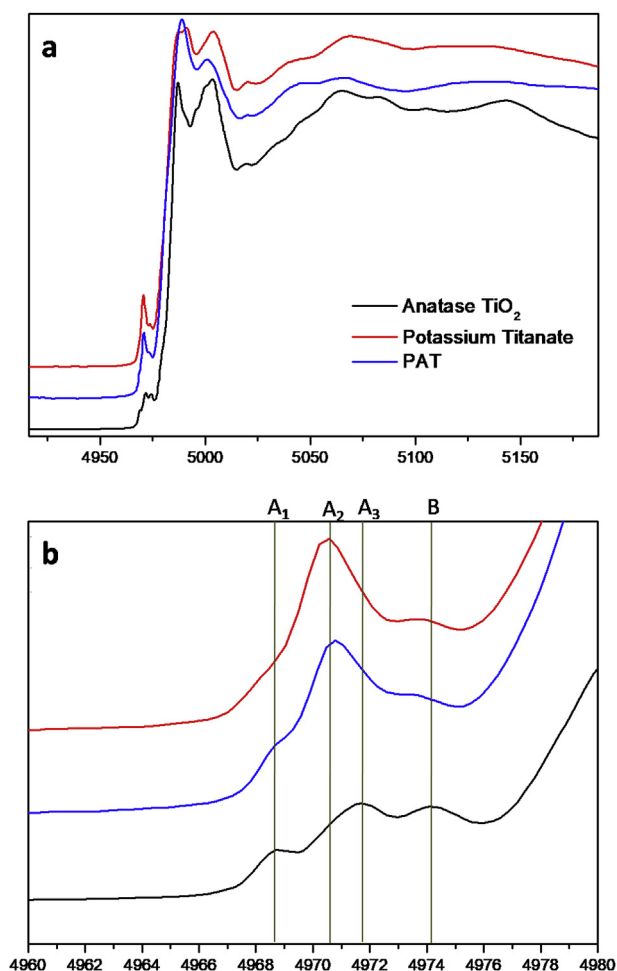 a
Anatase TiO₂
Potassium Titanate
PAT
4950 5000 5050 5100 5150
A₁ A₂ A₃ B
b
4960 4962 4964 4966 4968 4970 4972 4974 4976 4978 4980